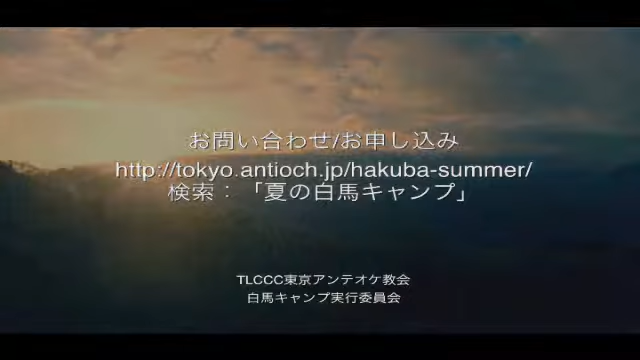 お問い合わせ/お申し込み
http://tokyo.antioch.jp/hakuba-summer/
検索：「夏の白馬キャンプ」
TLCCC東京アンテオケ教会
白馬キャンプ実行委員会